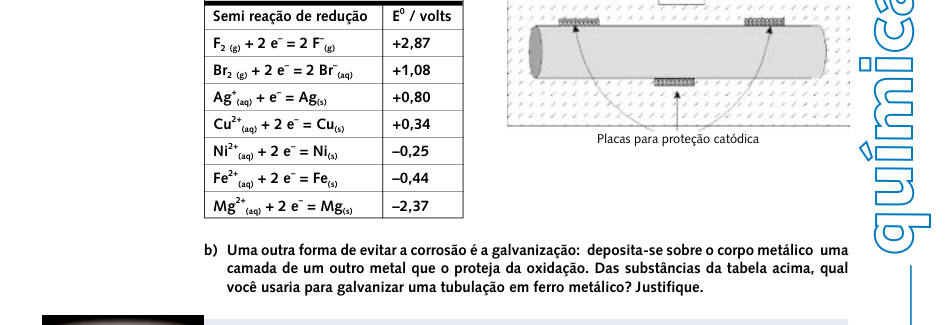 Semi reação de redução E⁰ / volts
F₂ (g) + 2 e⁻ = 2 F⁻(g) +2,87
Br₂ (g) + 2 e⁻ = 2 Br⁻(aq) +1,08
Ag⁺(aq) + e⁻ = Ag(s) +0,80
Cu²⁺(aq) + 2 e⁻ = Cu(s) +0,34
Ni²⁺(aq) + 2 e⁻ = Ni(s) –0,25
Fe²⁺(aq) + 2 e⁻ = Fe(s) –0,44
Mg²⁺(aq) + 2 e⁻ = Mg(s) –2,37
Placas para proteção catódica
b) Uma outra forma de evitar a corrosão é a galvanização: deposita-se sobre o corpo metálico uma
camada de um outro metal que o proteja da oxidação. Das substâncias da tabela acima, qual
você usaria para galvanizar uma tubulação em ferro metálico? Justifique.
química